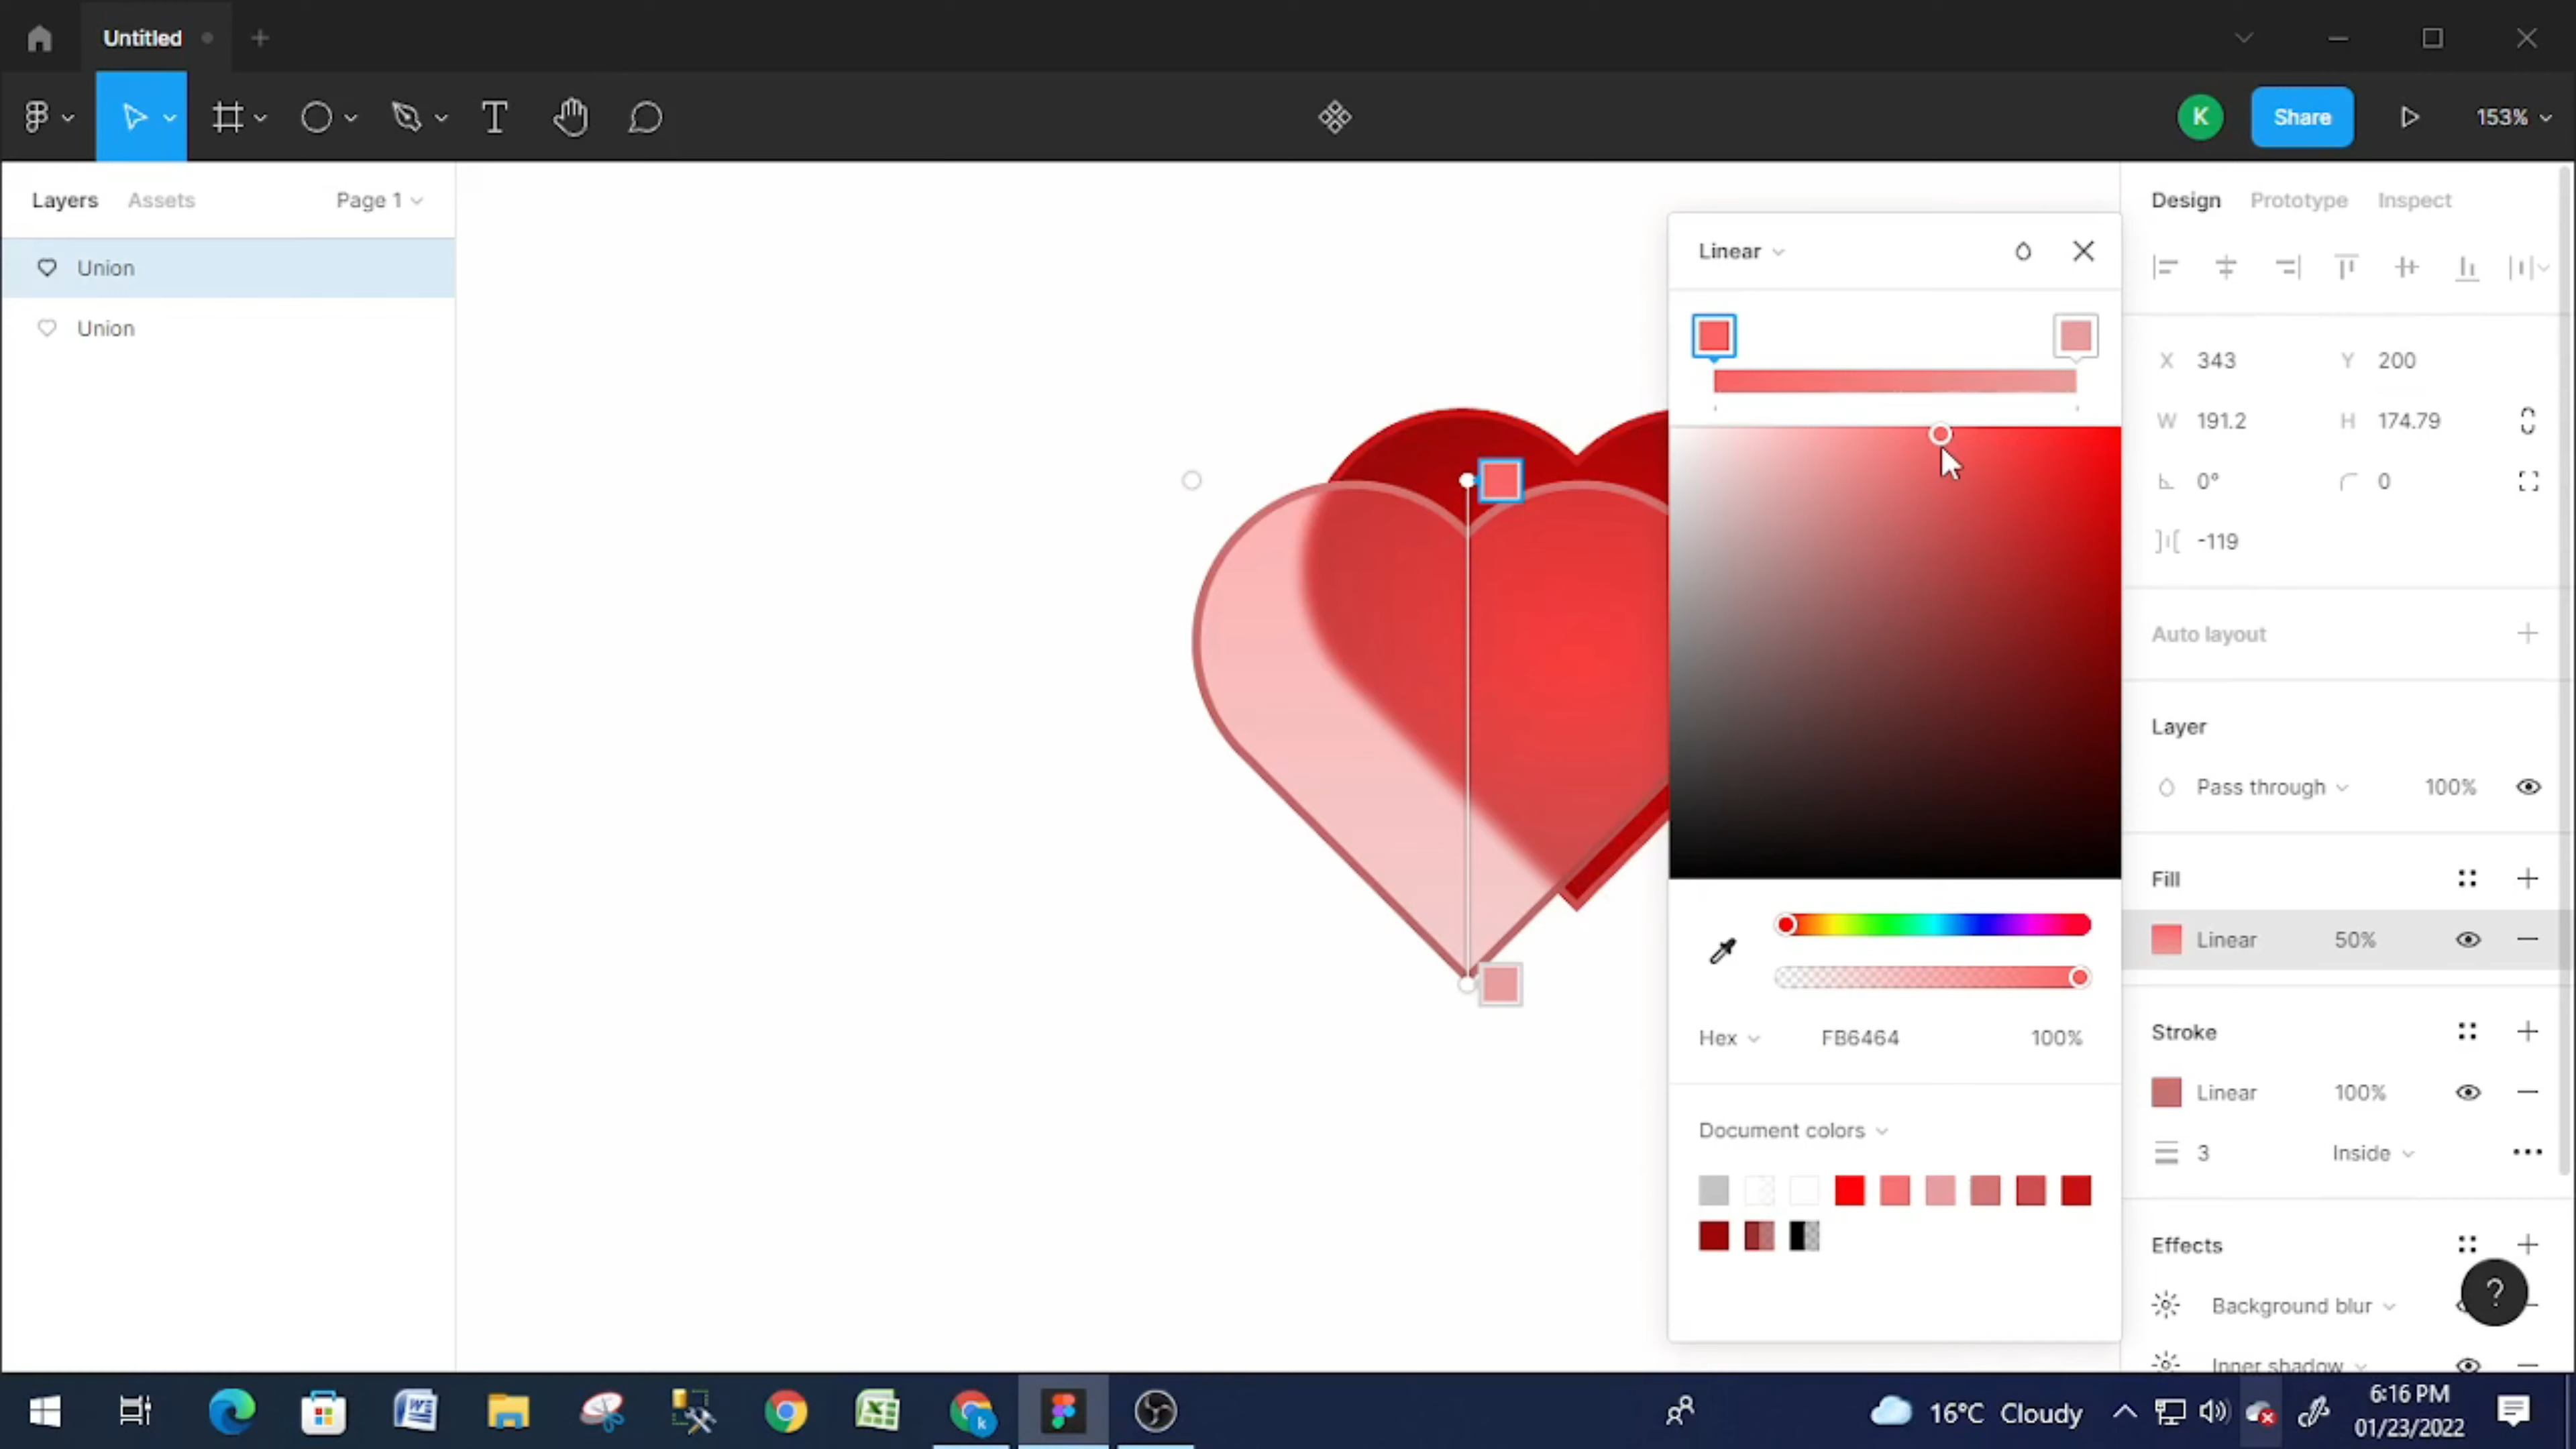 Untitled
K
Share
153%
Layers
Assets
Page 1
Union
Union
Linear
Hex
FB6464
100%
Document colors
Design
Prototype
Inspect
X 343
Y 200
W 191.2
H 174.79
0°
0
-119
Auto layout
Layer
Pass through
100%
Fill
Linear
50%
Stroke
Linear
100%
3
Inside
Effects
Background blur
?
Inner shadow
k
16°C Cloudy
6:16 PM
01/23/2022